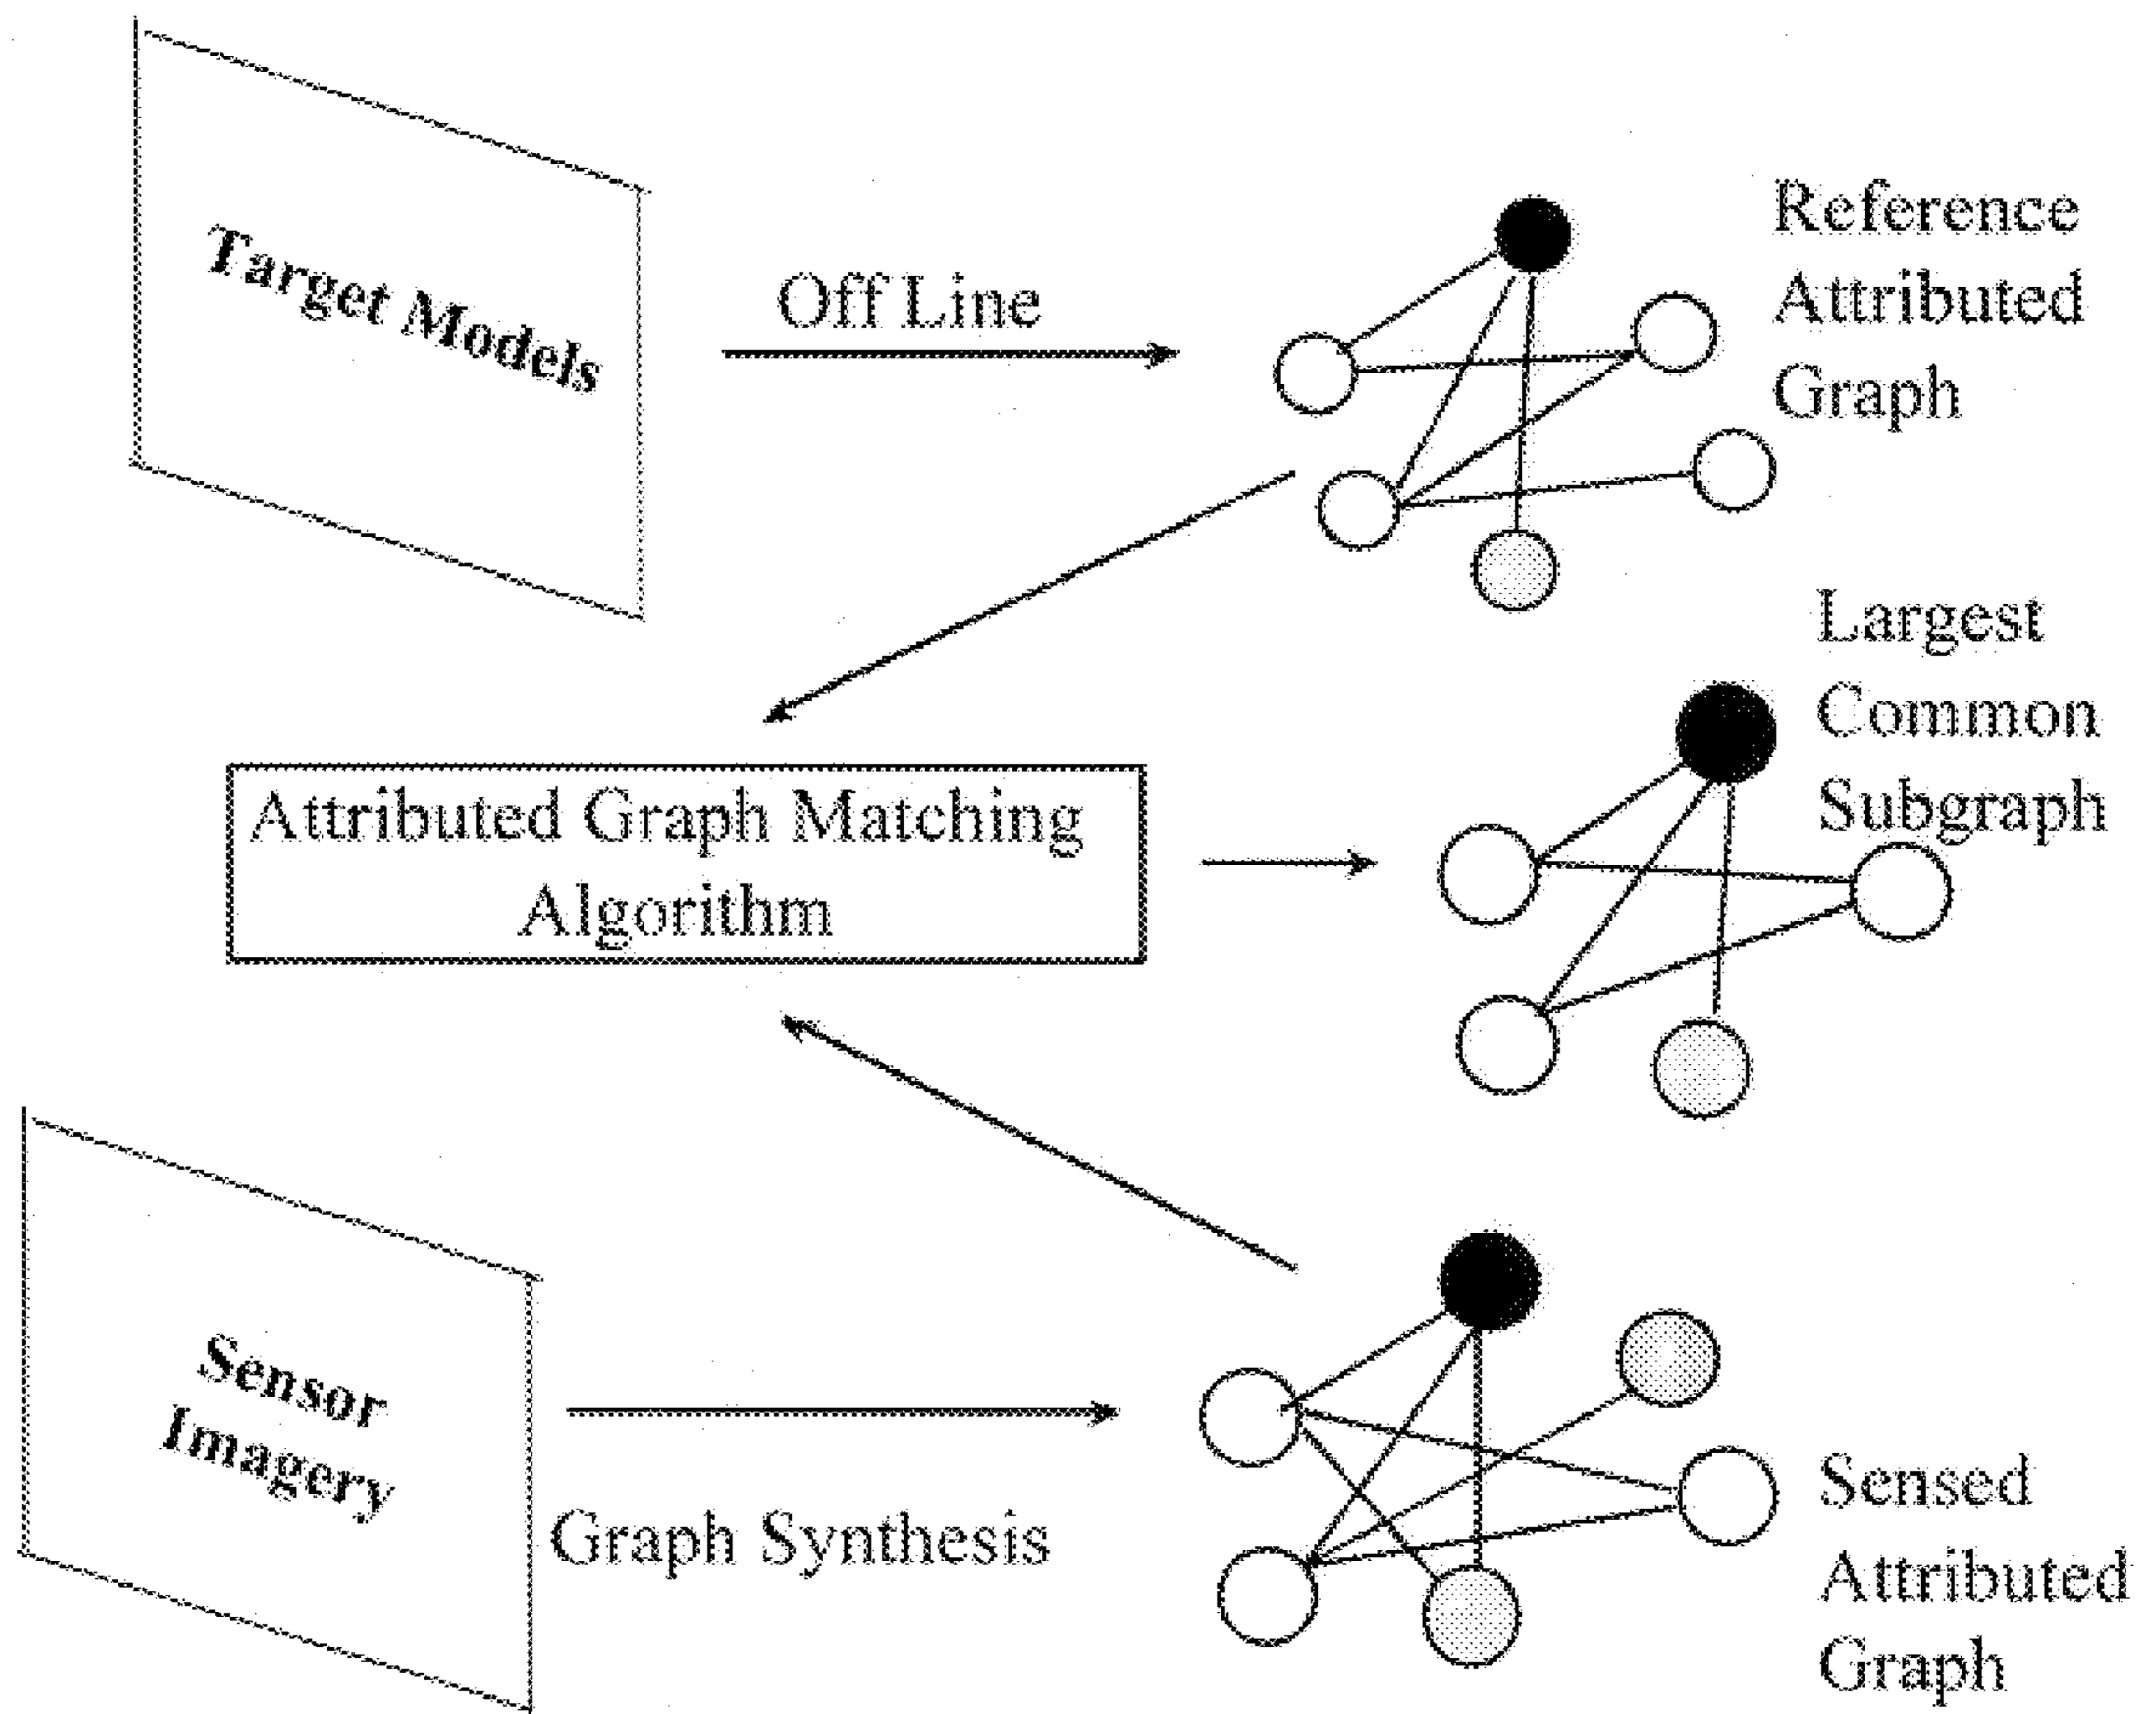 Target Models
Off Line
Reference
Attributed
Graph
Largest
Common
Subgraph
Attributed Graph Matching
Algorithm
Sensor
Imagery
Graph Synthesis
Sensed
Attributed
Graph